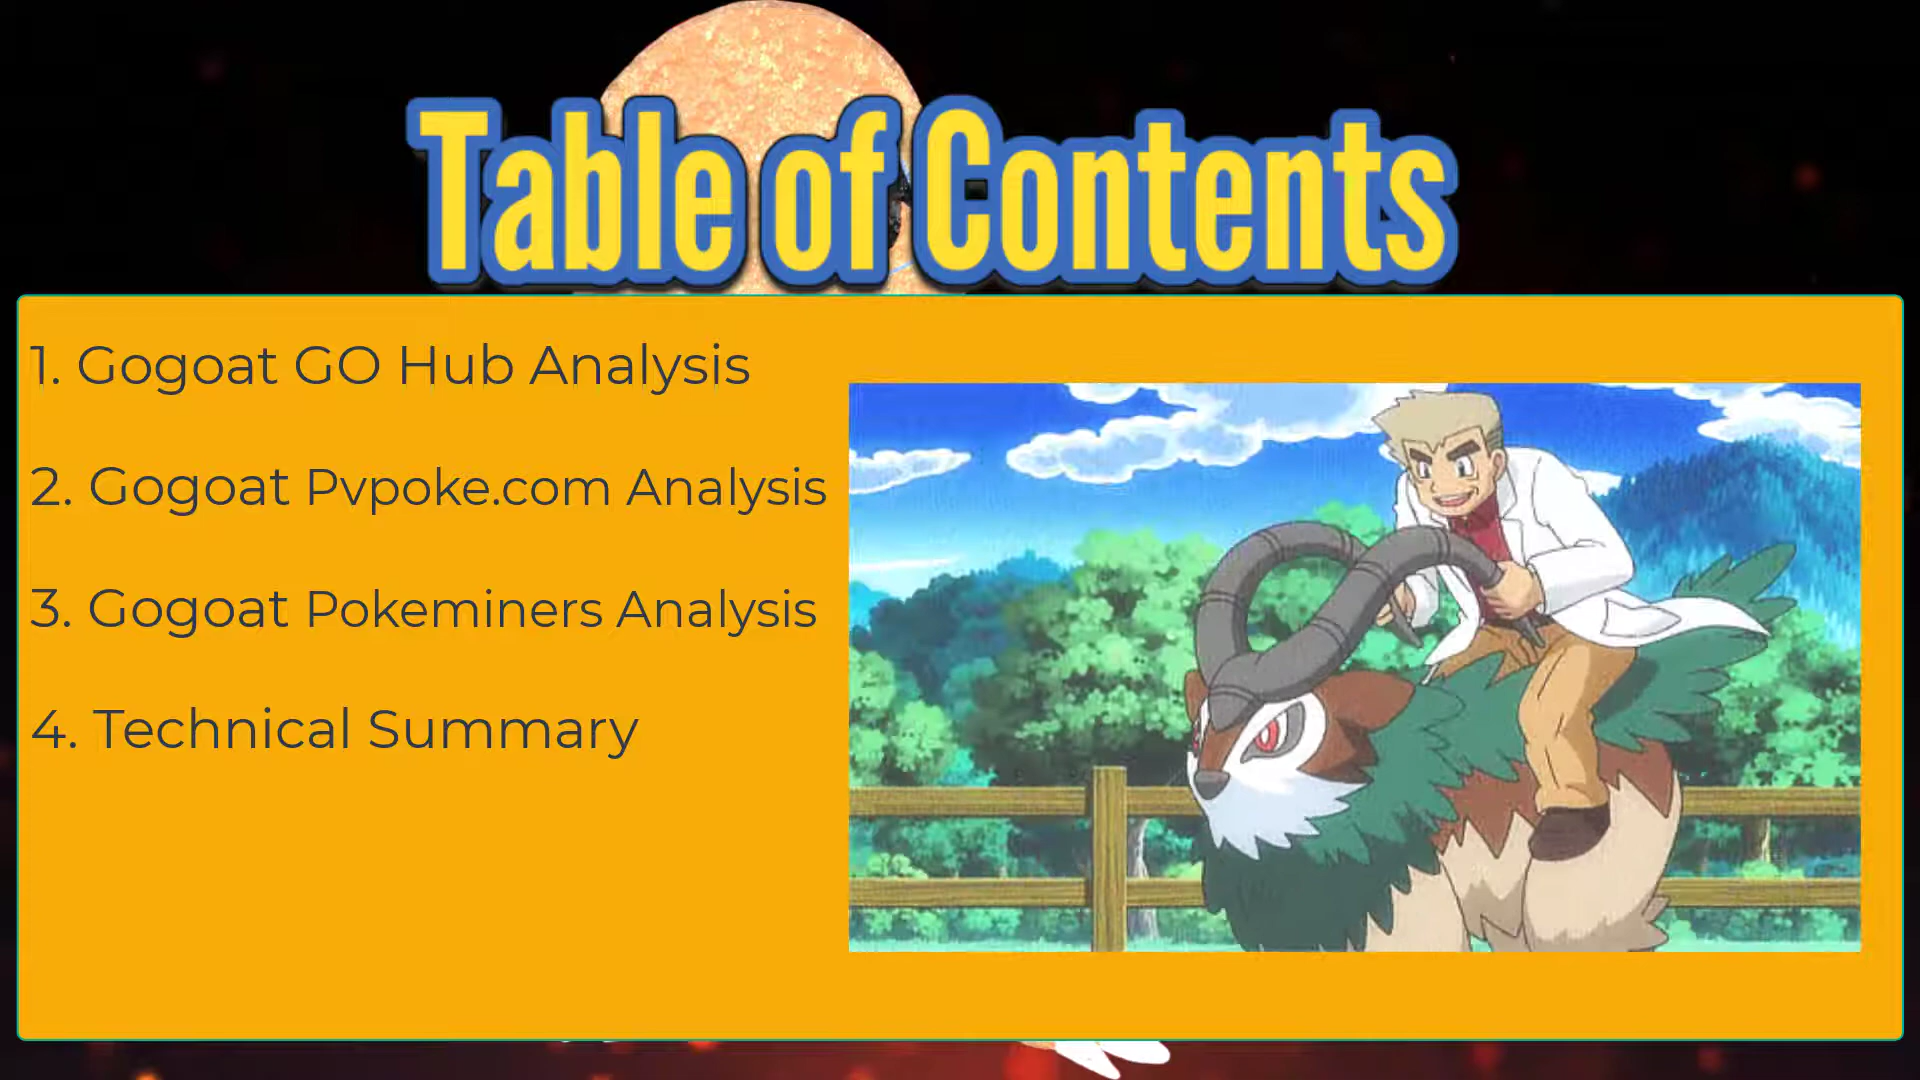 Table of Contents
1. Gogoat GO Hub Analysis
2. Gogoat Pvpoke.com Analysis
3. Gogoat Pokeminers Analysis
4. Technical Summary